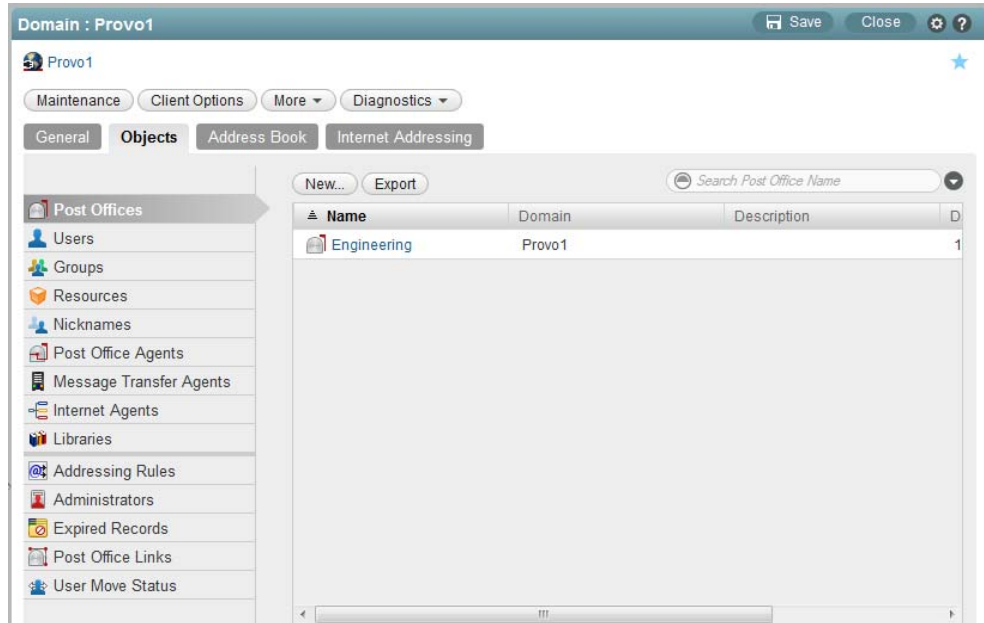 Domain : Provo1
Save
Close
Provo1
Maintenance
Client Options
More
Diagnostics
General
Objects
Address Book
Internet Addressing
New...
Export
Search Post Office Name
Post Offices
Users
Groups
Resources
Nicknames
Post Office Agents
Message Transfer Agents
Internet Agents
Libraries
Addressing Rules
Administrators
Expired Records
Post Office Links
User Move Status
Name Domain Description D
Engineering Provo1 1